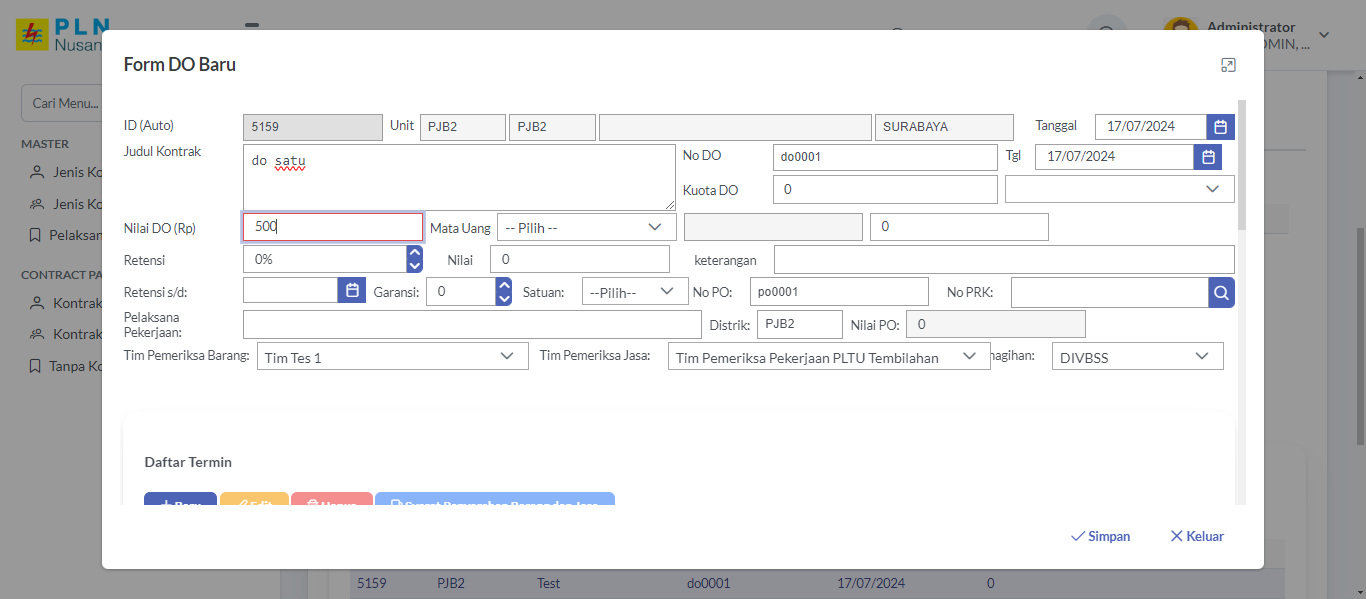 PLN
Nusan
Administrator
DMIN, ...
Form DO Baru
Cari Menu...
MASTER
Jenis Ko
Jenis Ko
Pelaksan
CONTRACT PA
Kontrak
Kontrak
Tanpa Ko
ID (Auto) 5159 Unit PJB2 PJB2 SURABAYA Tanggal 17/07/2024
Judul Kontrak do satu No DO do0001 Tgl 17/07/2024
Kuota DO 0
Nilai DO (Rp) 500 Mata Uang -- Pilih -- 0
Retensi 0% Nilai 0 keterangan
Retensi s/d: Garansi: 0 Satuan: --Pilih-- No PO: po0001 No PRK:
Pelaksana
Pekerjaan: Distrik: PJB2 Nilai PO: 0
Tim Pemeriksa Barang: Tim Tes 1 Tim Pemeriksa Jasa: Tim Pemeriksa Pekerjaan PLTU Tembilahan nagihan: DIVBSS
Daftar Termin
Baru Edit Hapus
Simpan Keluar
5159 PJB2 Test do0001 17/07/2024 0